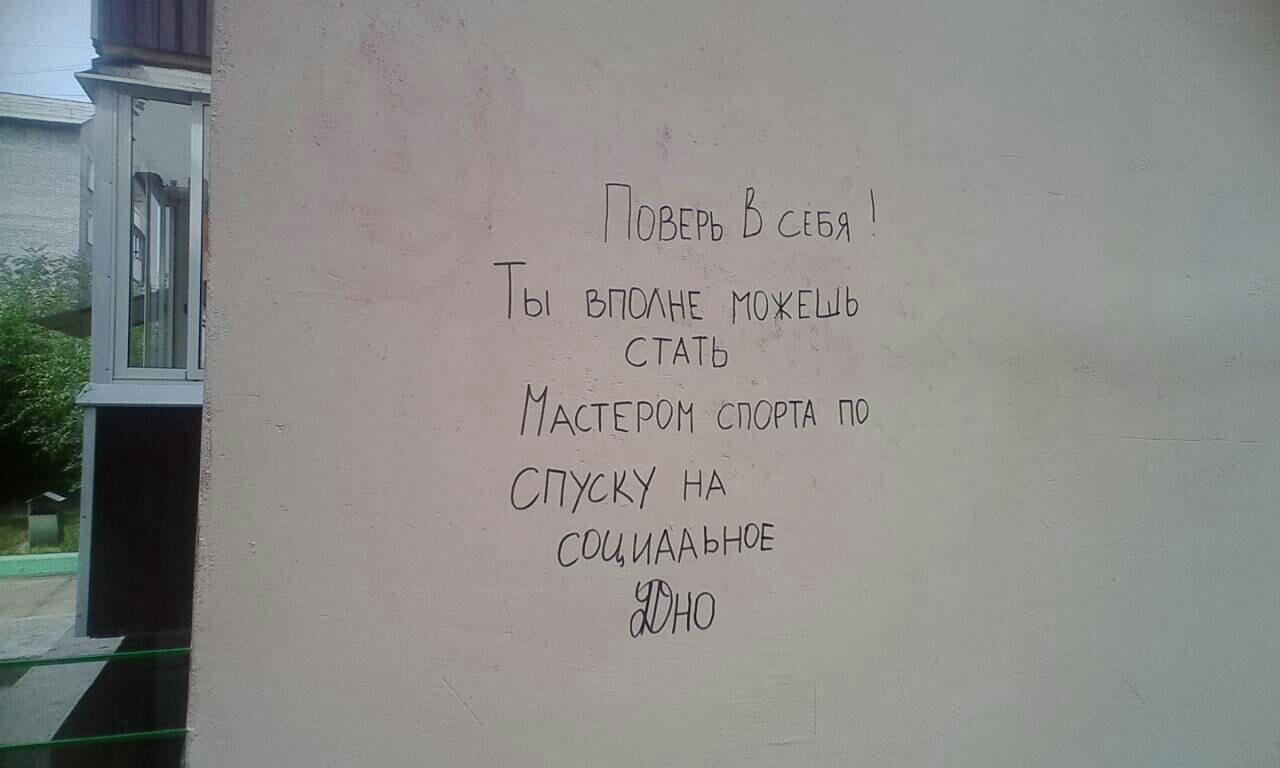 Поверь В себя!
Ты вполне можешь
стать
Мастером спорта по
спуску на
социальное
Дно